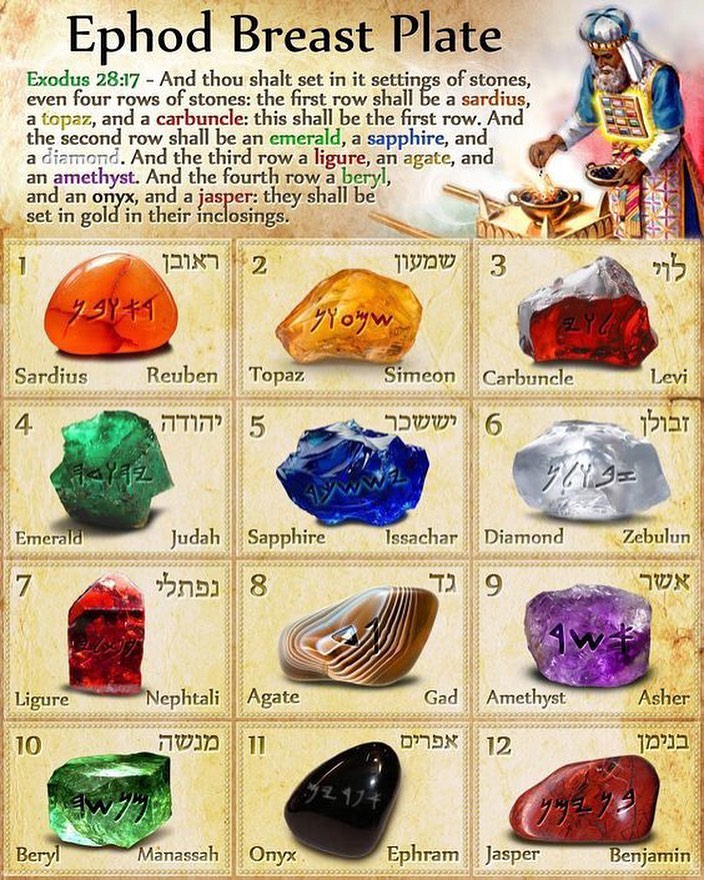 Ephod Breast Plate
Exodus 28:17 - And thou shalt set in it settings of stones,
even four rows of stones: the first row shall be a sardius,
a topaz, and a carbuncle: this shall be the first row. And
the second row shall be an emerald, a sapphire, and
a diamond. And the third row a ligure, an agate, and
an amethyst. And the fourth row a beryl,
and an onyx, and a jasper: they shall be
set in gold in their inclosings.
1 ראובן
Sardius Reuben
2 שמעון
Topaz Simeon
3 לוי
Carbuncle Levi
4 יהודה
Emerald Judah
5 יששכר
Sapphire Issachar
6 זבולן
Diamond Zebulun
7 נפתלי
Ligure Nephtali
8 גד
Agate Gad
9 אשר
Amethyst Asher
10 מנשה
Beryl Manassah
11 אפרים
Onyx Ephram
12 בנימן
Jasper Benjamin